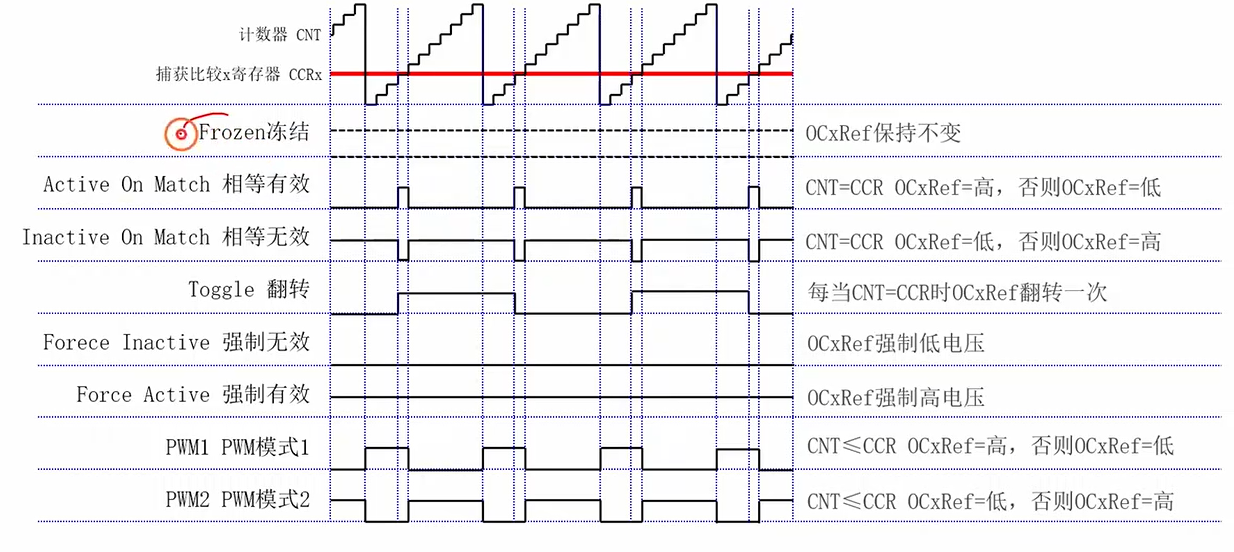 计数器 CNT
捕获比较x寄存器 CCRx
Frozen冻结 OCxRef保持不变
Active On Match 相等有效 CNT=CCR OCxRef=高，否则OCxRef=低
Inactive On Match 相等无效 CNT=CCR OCxRef=低，否则OCxRef=高
Toggle 翻转 每当CNT=CCR时OCxRef翻转一次
Forece Inactive 强制无效 OCxRef强制低电压
Force Active 强制有效 OCxRef强制高电压
PWM1 PWM模式1 CNT≤CCR OCxRef=高，否则OCxRef=低
PWM2 PWM模式2 CNT≤CCR OCxRef=低，否则OCxRef=高